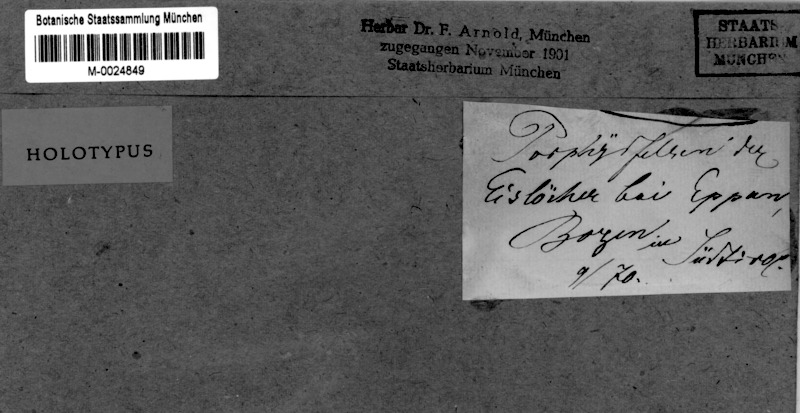 Botanische Staatssammlung München
M-0024849
Herbar Dr. F. Arnold, München
zugegangen November 1901
Staatsherbarium München
STAATS-
HERBARIUM
MÜNCHEN
HOLOTYPUS
Porphyrfelsen der
Eislöcher bei Eppan,
Bozen in Südtirol.
9/70.